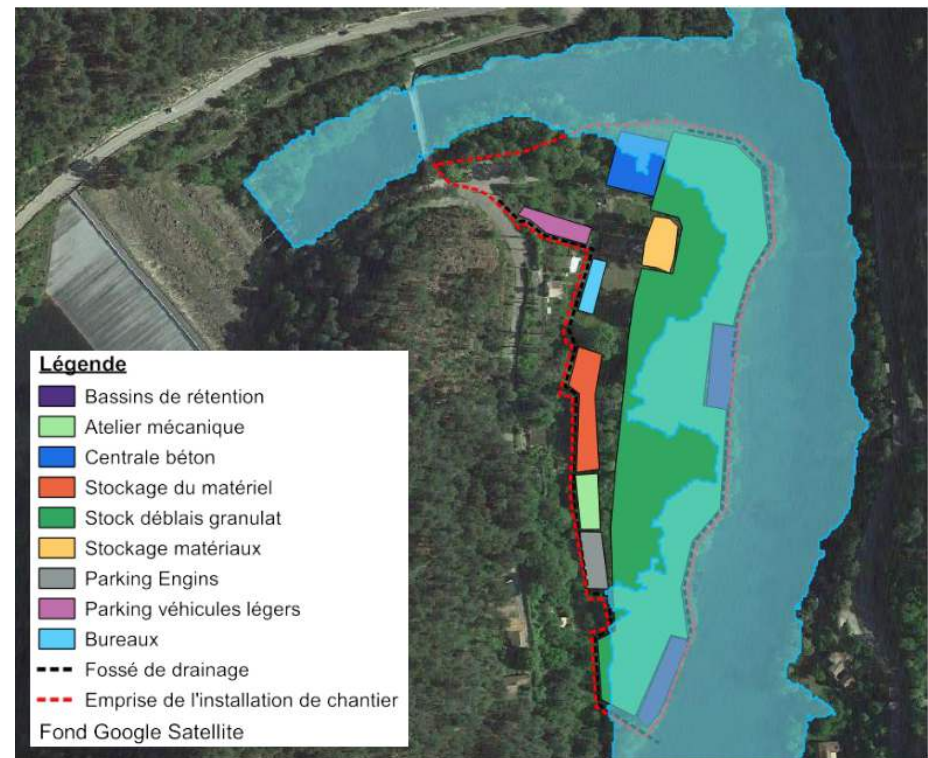 Légende
Bassins de rétention
Atelier mécanique
Centrale béton
Stockage du matériel
Stock déblais granulat
Stockage matériaux
Parking Engins
Parking véhicules légers
Bureaux
Fossé de drainage
Emprise de l'installation de chantier
Fond Google Satellite